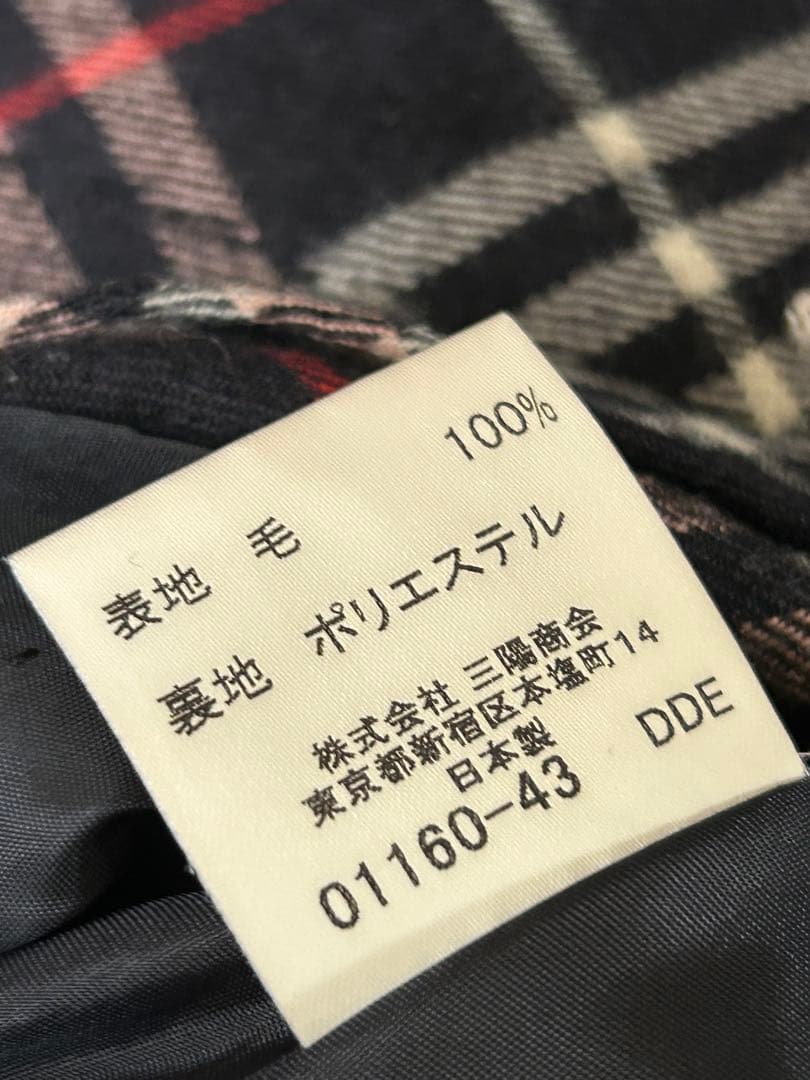 表地 毛 100%
裏地 ポリエステル
株式会社 三陽商会
東京都新宿区本塩町14
日本製 DDE
01160-43